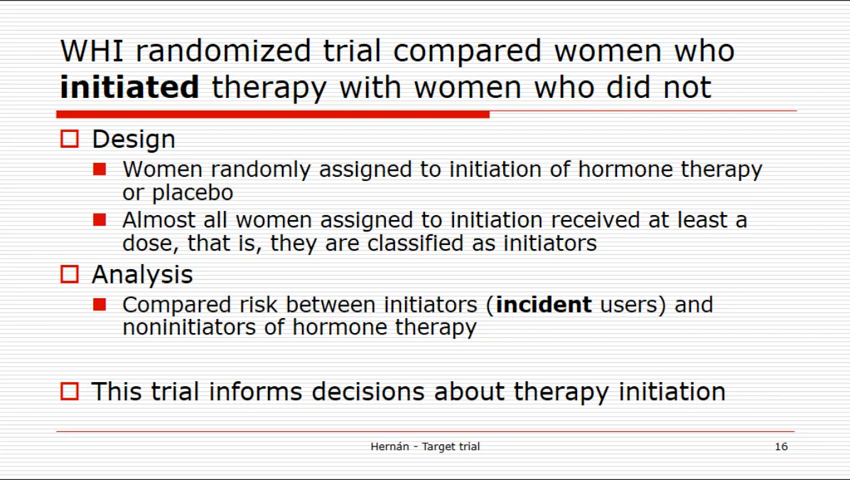 WHI randomized trial compared women who
initiated therapy with women who did not
Design
Women randomly assigned to initiation of hormone therapy
or placebo
Almost all women assigned to initiation received at least a
dose, that is, they are classified as initiators
Analysis
Compared risk between initiators (incident users) and
noninitiators of hormone therapy
This trial informs decisions about therapy initiation
Hernán - Target trial
16